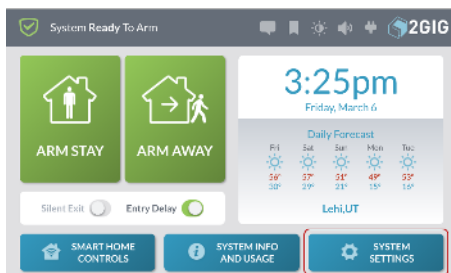 System Ready To Arm
2GIG
ARM STAY
ARM AWAY
Silent Exit
Entry Delay
3:25pm
Friday, March 6
Daily Forecast
Fri Sat Sun Mon Tue
56° 57° 51° 49° 53°
30° 29° 21° 15° 16°
Lehi,UT
SMART HOME
CONTROLS
SYSTEM INFO
AND USAGE
SYSTEM
SETTINGS